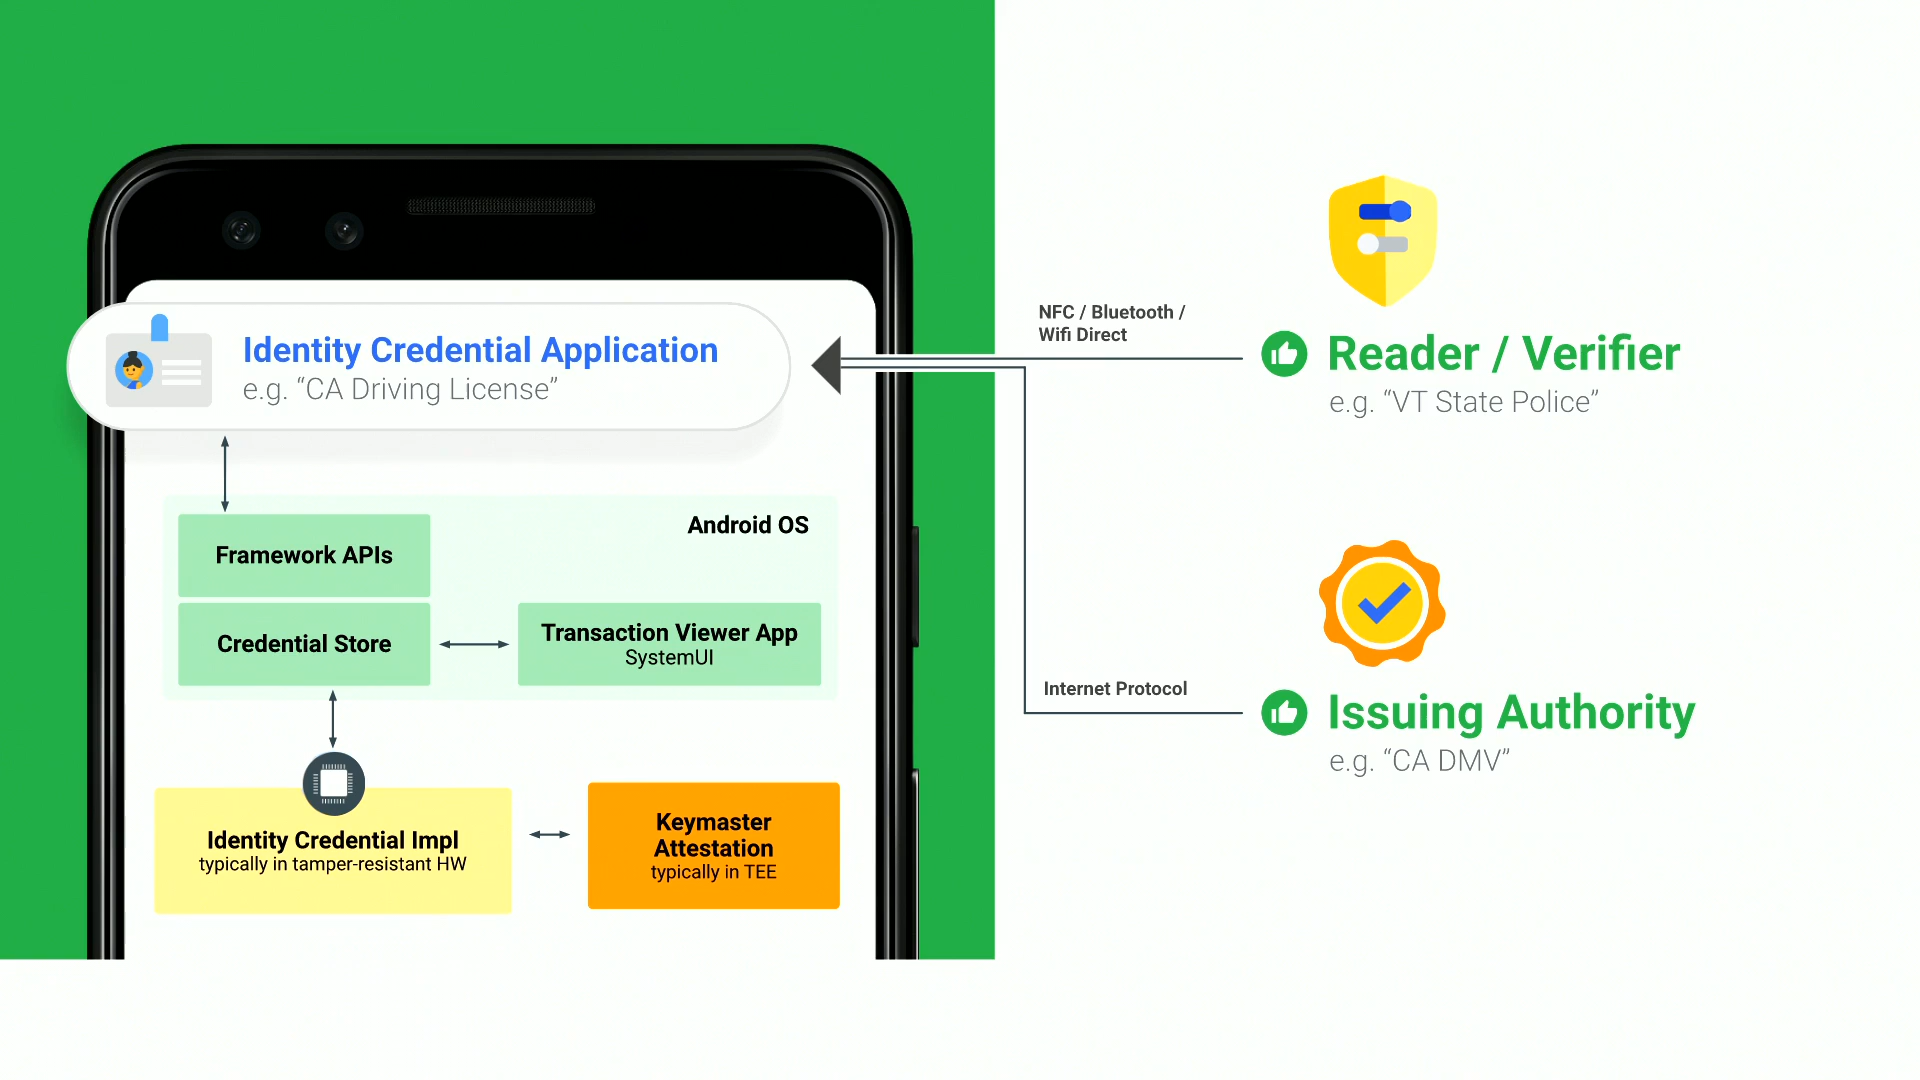 Identity Credential Application
e.g. “CA Driving License”
Framework APIs
Android OS
Credential Store
Transaction Viewer App
SystemUI
Identity Credential Impl
typically in tamper-resistant HW
Keymaster
Attestation
typically in TEE
NFC / Bluetooth /
Wifi Direct
Reader / Verifier
e.g. “VT State Police”
Internet Protocol
Issuing Authority
e.g. “CA DMV”